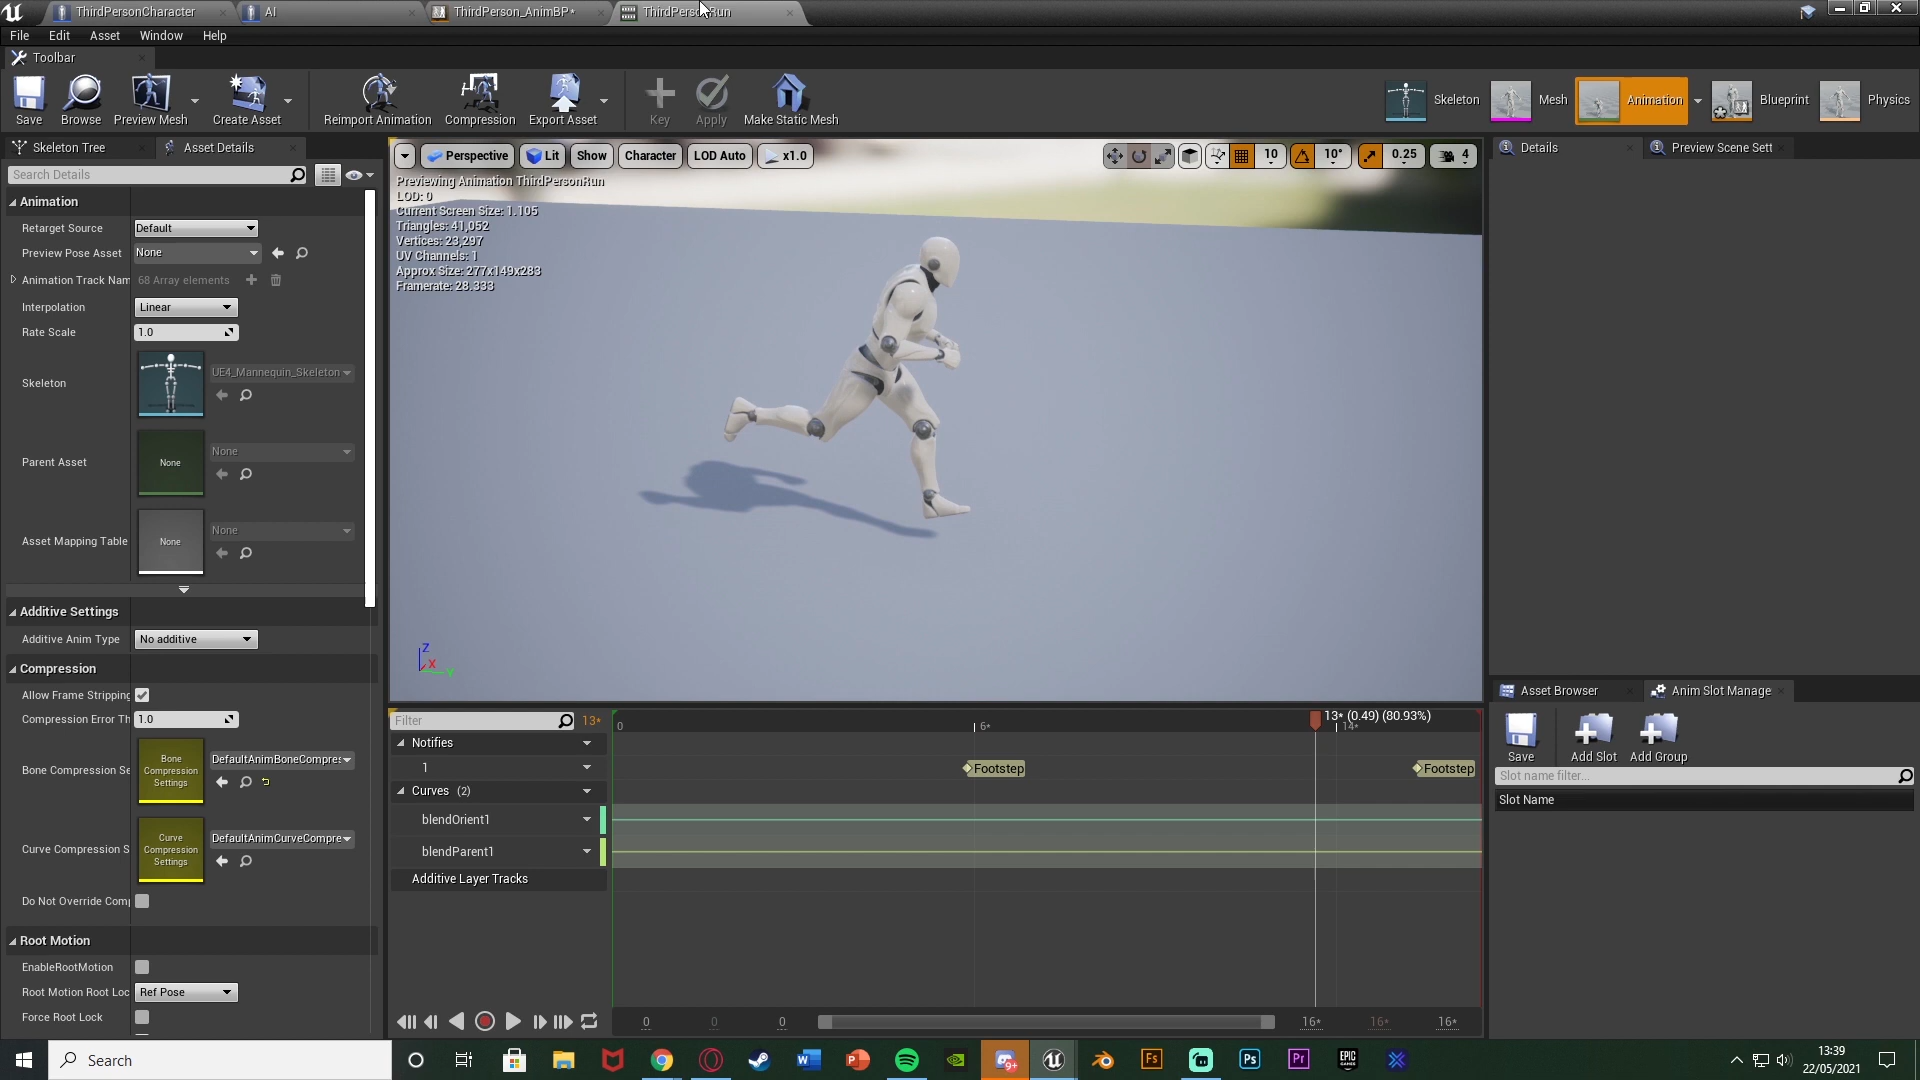 ThirdPersonCharacter
AI
ThirdPerson_AnimBP*
File Edit Asset Window Help
Toolbar
Save Browse Preview Mesh Create Asset Reimport Animation Compression Export Asset Key Apply Make Static Mesh
Skeleton Mesh Animation Blueprint Physics
Skeleton Tree
Asset Details
Search Details
Animation
Retarget Source Default
Preview Pose Asset None
Animation Track Nam 68 Array elements
Interpolation Linear
Rate Scale 1.0
Skeleton UE4_Mannequin_Skeleton
Parent Asset None None
Asset Mapping Table None None
Additive Settings
Additive Anim Type No additive
Compression
Allow Frame Stripping
Compression Error Th 1.0
Bone Compression Se Bone Compression Settings DefaultAnimBoneCompres
Curve Compression S Curve Compression Settings DefaultAnimCurveCompre
Do Not Override Comp
Root Motion
EnableRootMotion
Root Motion Root Loc Ref Pose
Force Root Lock
Perspective Lit Show Character LOD Auto x1.0
10 10° 0.25 4
Previewing Animation ThirdPersonRun
LOD: 0
Current Screen Size: 1.105
Triangles: 41,052
Vertices: 23,297
UV Channels: 1
Approx Size: 277x149x283
Framerate: 28.333
Z
X
Y
Filter 13*
0 6* 13* (0.49) (80.93%) 14*
Notifies
1 Footstep Footstep
Curves (2)
blendOrient1
blendParent1
Additive Layer Tracks
0 0 0 16* 16* 16*
Details
Preview Scene Sett
Asset Browser
Anim Slot Manage
Save Add Slot Add Group
Slot name filter...
Slot Name
Search
9+
Fs
Ps
Pr
EPIC GAMES
13:39
22/05/2021